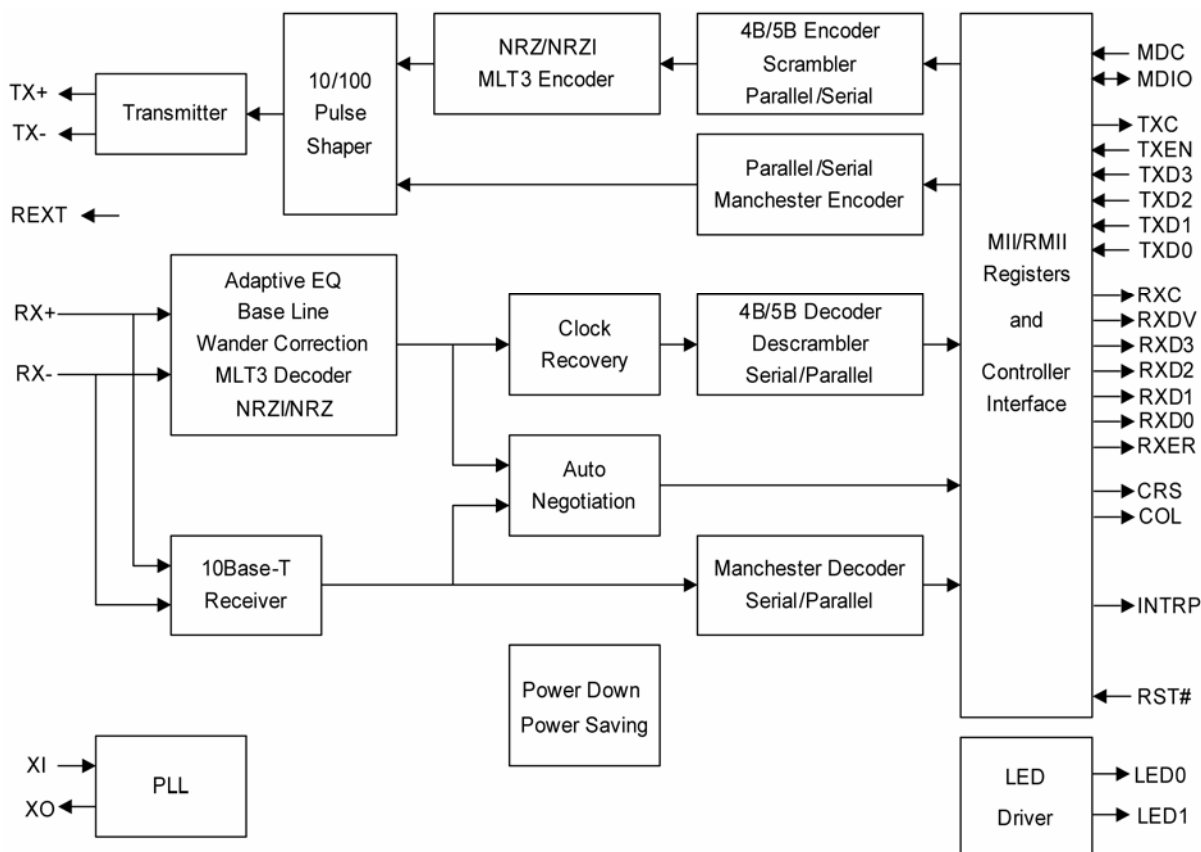 TX+
TX-
REXT
RX+
RX-
XI
XO
Transmitter
10/100
Pulse
Shaper
NRZ/NRZI
MLT3 Encoder
4B/5B Encoder
Scrambler
Parallel/Serial
Parallel/Serial
Manchester Encoder
Adaptive EQ
Base Line
Wander Correction
MLT3 Decoder
NRZI/NRZ
Clock
Recovery
4B/5B Decoder
Descrambler
Serial/Parallel
Auto
Negotiation
10Base-T
Receiver
Manchester Decoder
Serial/Parallel
Power Down
Power Saving
PLL
MII/RMII
Registers
and
Controller
Interface
LED
Driver
MDC
MDIO
TXC
TXEN
TXD3
TXD2
TXD1
TXD0
RXC
RXDV
RXD3
RXD2
RXD1
RXD0
RXER
CRS
COL
INTRP
RST#
LED0
LED1